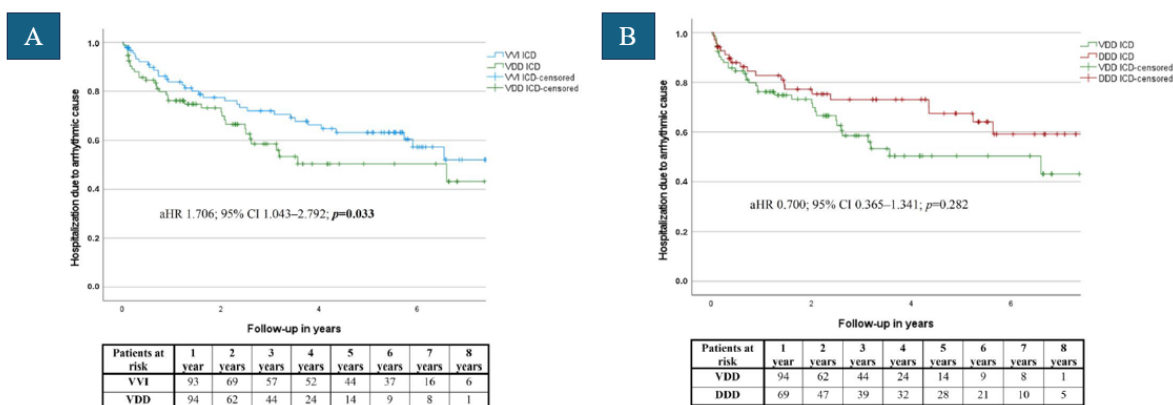 A
1.0
0.8
0.6
0.4
0.2
0.0
Hospitalization due to arrhythmic cause
VVI ICD
VDD ICD
VVI ICD-censored
VDD ICD-censored
aHR 1.706; 95% CI 1.043–2.792; p=0.033
0 2 4 6
Follow-up in years
Patients at risk 1 year 2 years 3 years 4 years 5 years 6 years 7 years 8 years
VVI 93 69 57 52 44 37 16 6
VDD 94 62 44 24 14 9 8 1
B
1.0
0.8
0.6
0.4
0.2
0.0
Hospitalization due to arrhythmic cause
VDD ICD
DDD ICD
VDD ICD-censored
DDD ICD-censored
aHR 0.700; 95% CI 0.365–1.341; p=0.282
0 2 4 6
Follow-up in years
Patients at risk 1 year 2 years 3 years 4 years 5 years 6 years 7 years 8 years
VDD 94 62 44 24 14 9 8 1
DDD 69 47 39 32 28 21 10 5